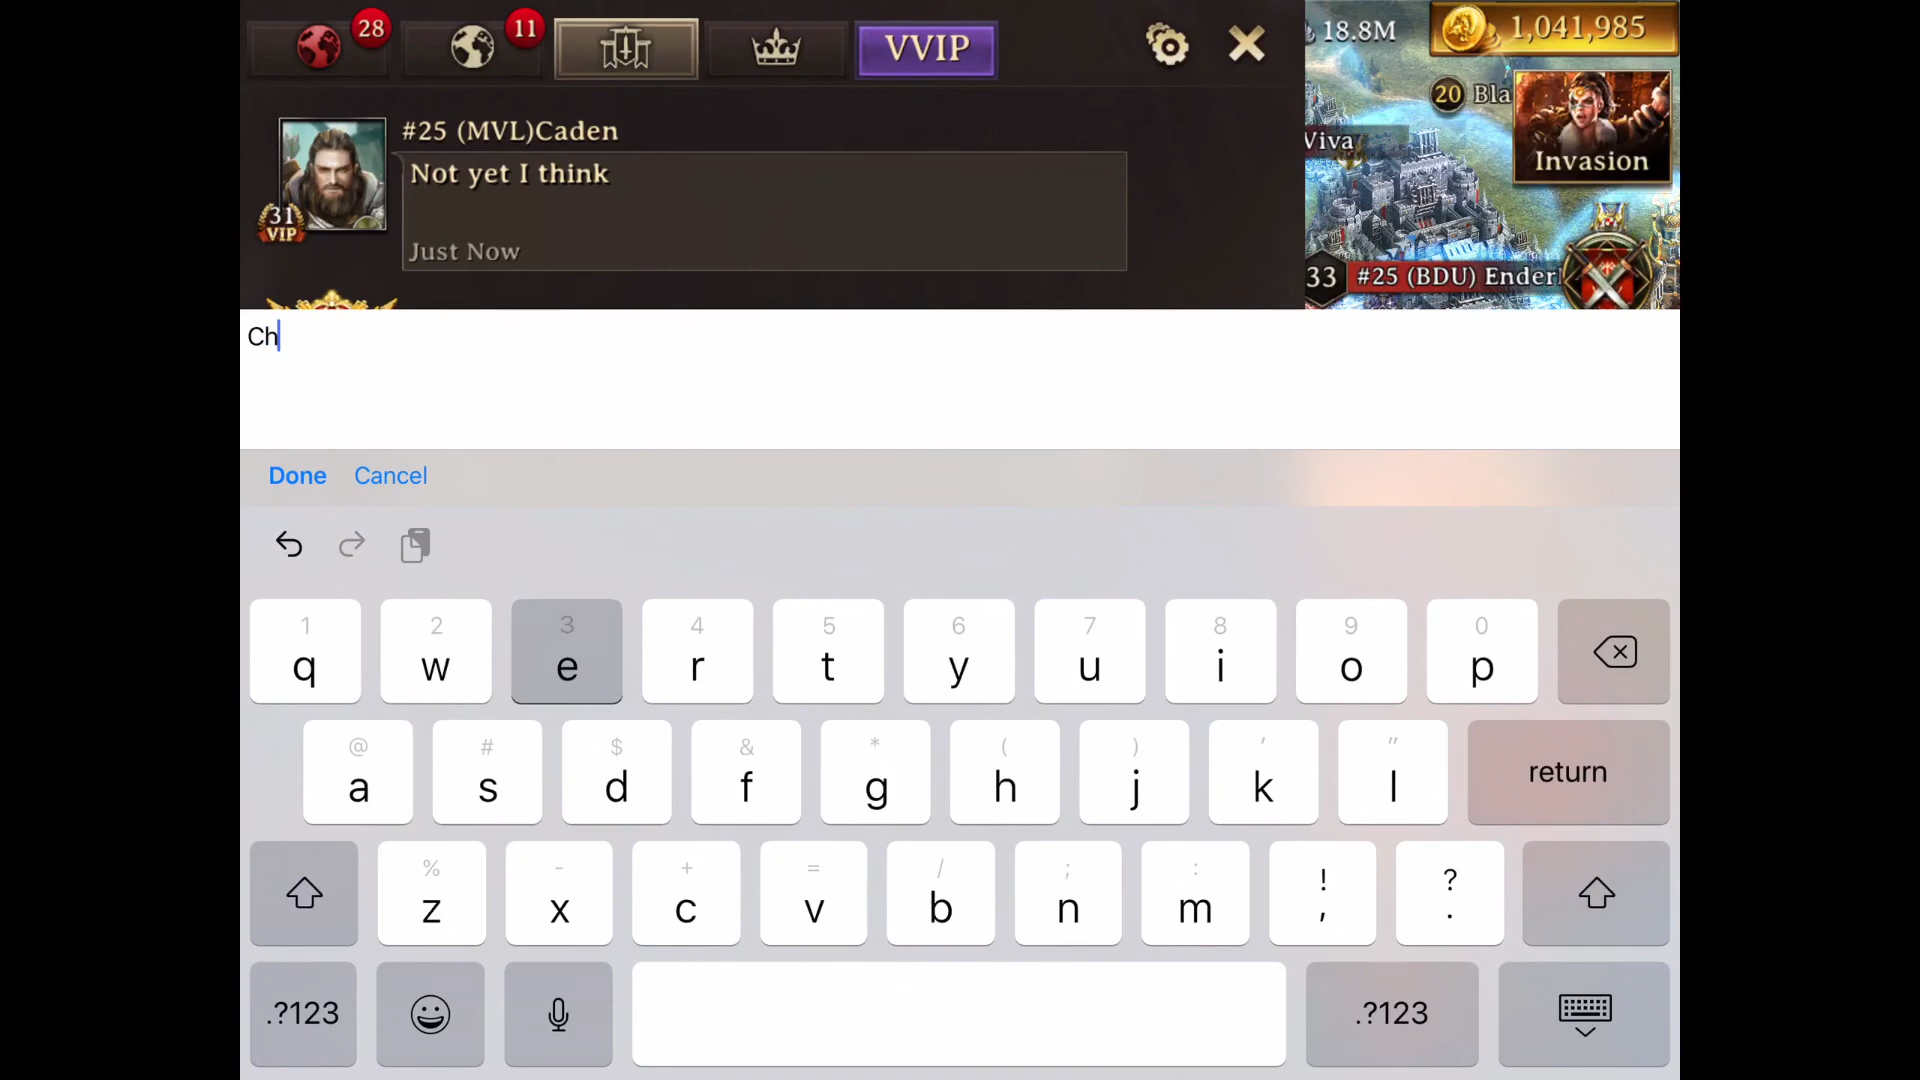 28
11
VVIP
18.8M
1,041,985
#25 (MVL)Caden
Not yet I think
Just Now
31
VIP
20 Bla
Invasion
Viva
33 #25 (BDU) Ender
Ch
Done Cancel
1 2 3 4 5 6 7 8 9 0
q w e r t y u i o p
@ # $ & * ( ) ' "
a s d f g h j k l return
% - + = / ; : ! ?
z x c v b n m , .
.?123 .?123